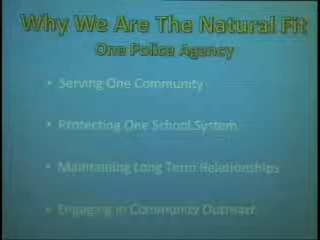 Why We Are The Natural Fit
One Police Agency
• Serving One Community
• Protecting One School System
• Maintaining Long Term Relationships
• Engaging in Community Outreach